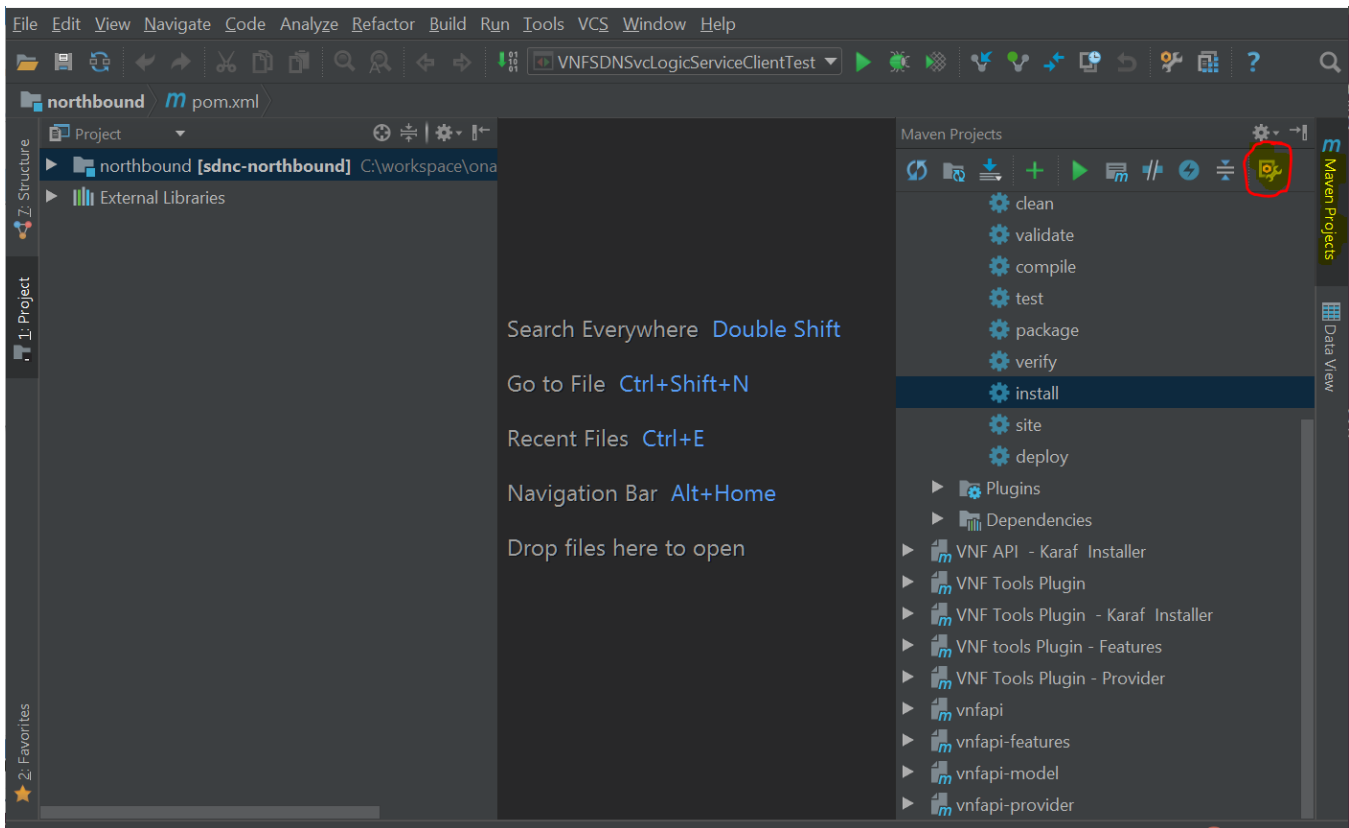 File Edit View Navigate Code Analyze Refactor Build Run Tools VCS Window Help
VNFSDNSvcLogicServiceClientTest
northbound m pom.xml
Project
Maven Projects
7: Structure
1: Project
2: Favorites
northbound [sdnc-northbound] C:\workspace\ona
External Libraries
Search Everywhere Double Shift
Go to File Ctrl+Shift+N
Recent Files Ctrl+E
Navigation Bar Alt+Home
Drop files here to open
clean
validate
compile
test
package
verify
install
site
deploy
Plugins
Dependencies
VNF API - Karaf Installer
VNF Tools Plugin
VNF Tools Plugin - Karaf Installer
VNF tools Plugin - Features
VNF Tools Plugin - Provider
vnfapi
vnfapi-features
vnfapi-model
vnfapi-provider
m Maven Projects
Data View